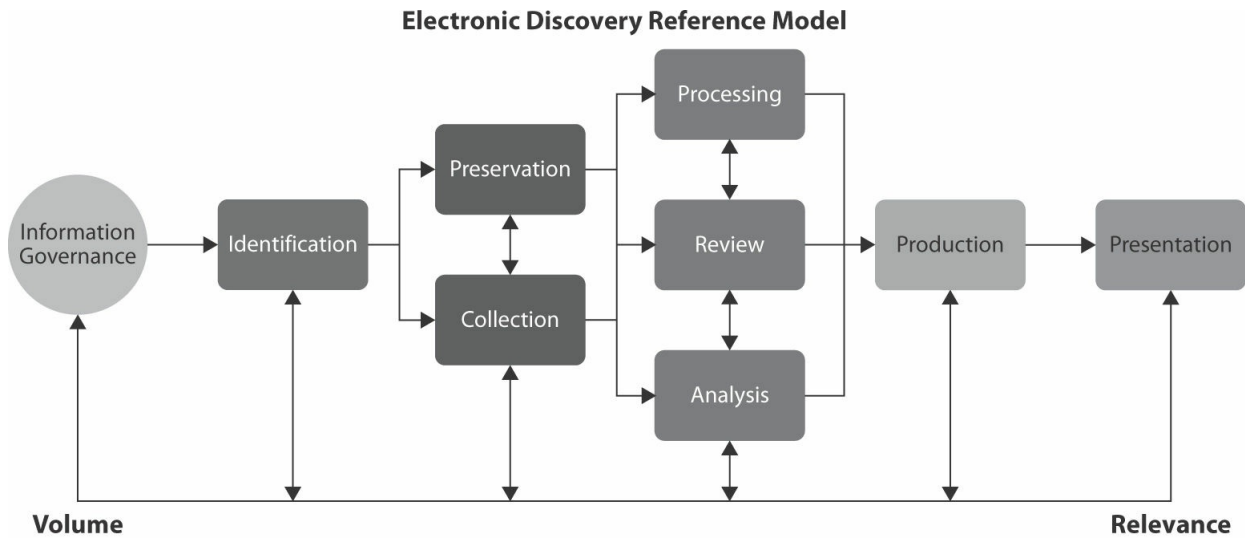 Electronic Discovery Reference Model
Information
Governance
Identification
Preservation
Collection
Processing
Review
Analysis
Production
Presentation
Volume
Relevance